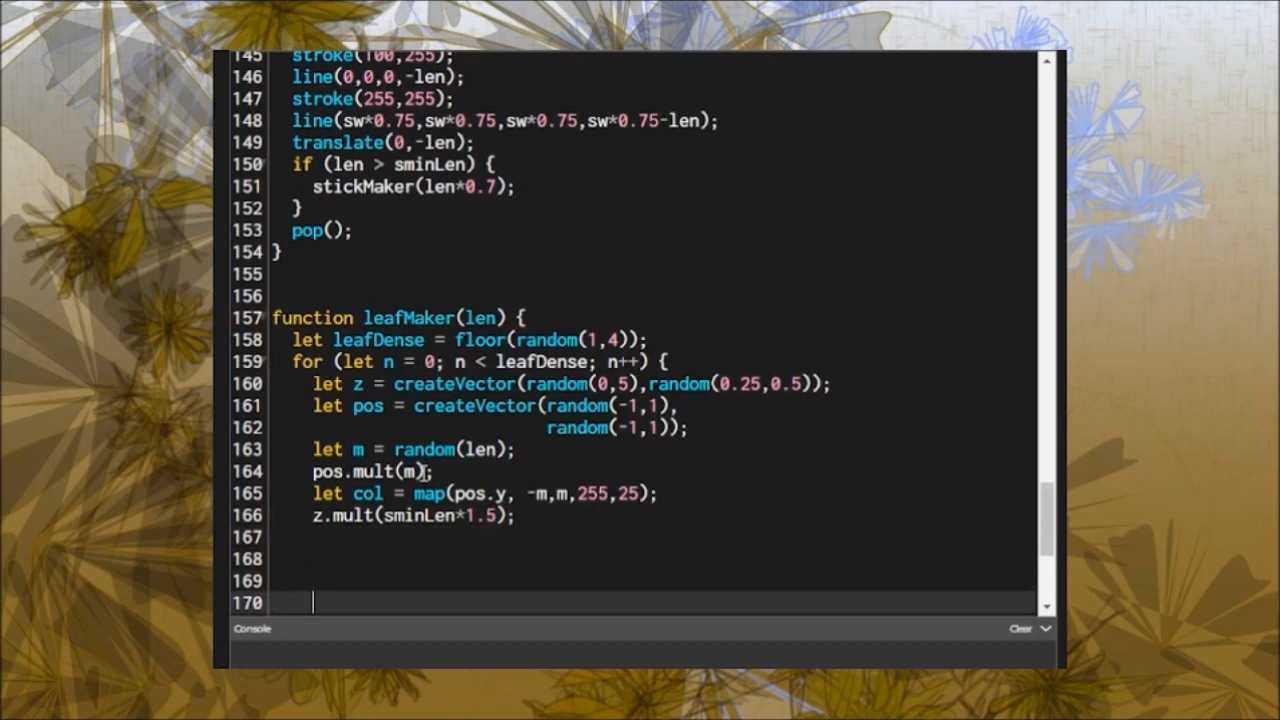 145 stroke(100,255);
146 line(0,0,0,-len);
147 stroke(255,255);
148 line(sw*0.75,sw*0.75,sw*0.75,sw*0.75-len);
149 translate(0,-len);
150 if (len > sminLen) {
151 stickMaker(len*0.7);
152 }
153 pop();
154 }
155
156
157 function leafMaker(len) {
158 let leafDense = floor(random(1,4));
159 for (let n = 0; n < leafDense; n++) {
160 let z = createVector(random(0,5),random(0.25,0.5));
161 let pos = createVector(random(-1,1),
162 random(-1,1));
163 let m = random(len);
164 pos.mult(m);
165 let col = map(pos.y, -m,m,255,25);
166 z.mult(sminLen*1.5);
167
168
169
170
Console Clear